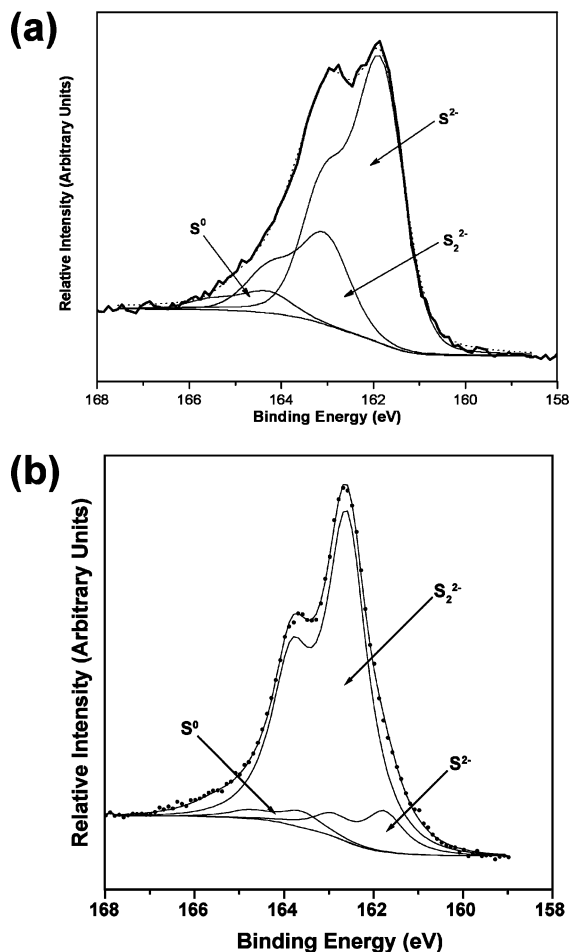 (a)
Relative Intensity (Arbitrary Units)
S²⁻
S⁰
S₂²⁻
168 166 164 162 160 158
Binding Energy (eV)
(b)
Relative Intensity (Arbitrary Units)
S₂²⁻
S⁰
S²⁻
168 166 164 162 160 158
Binding Energy (eV)